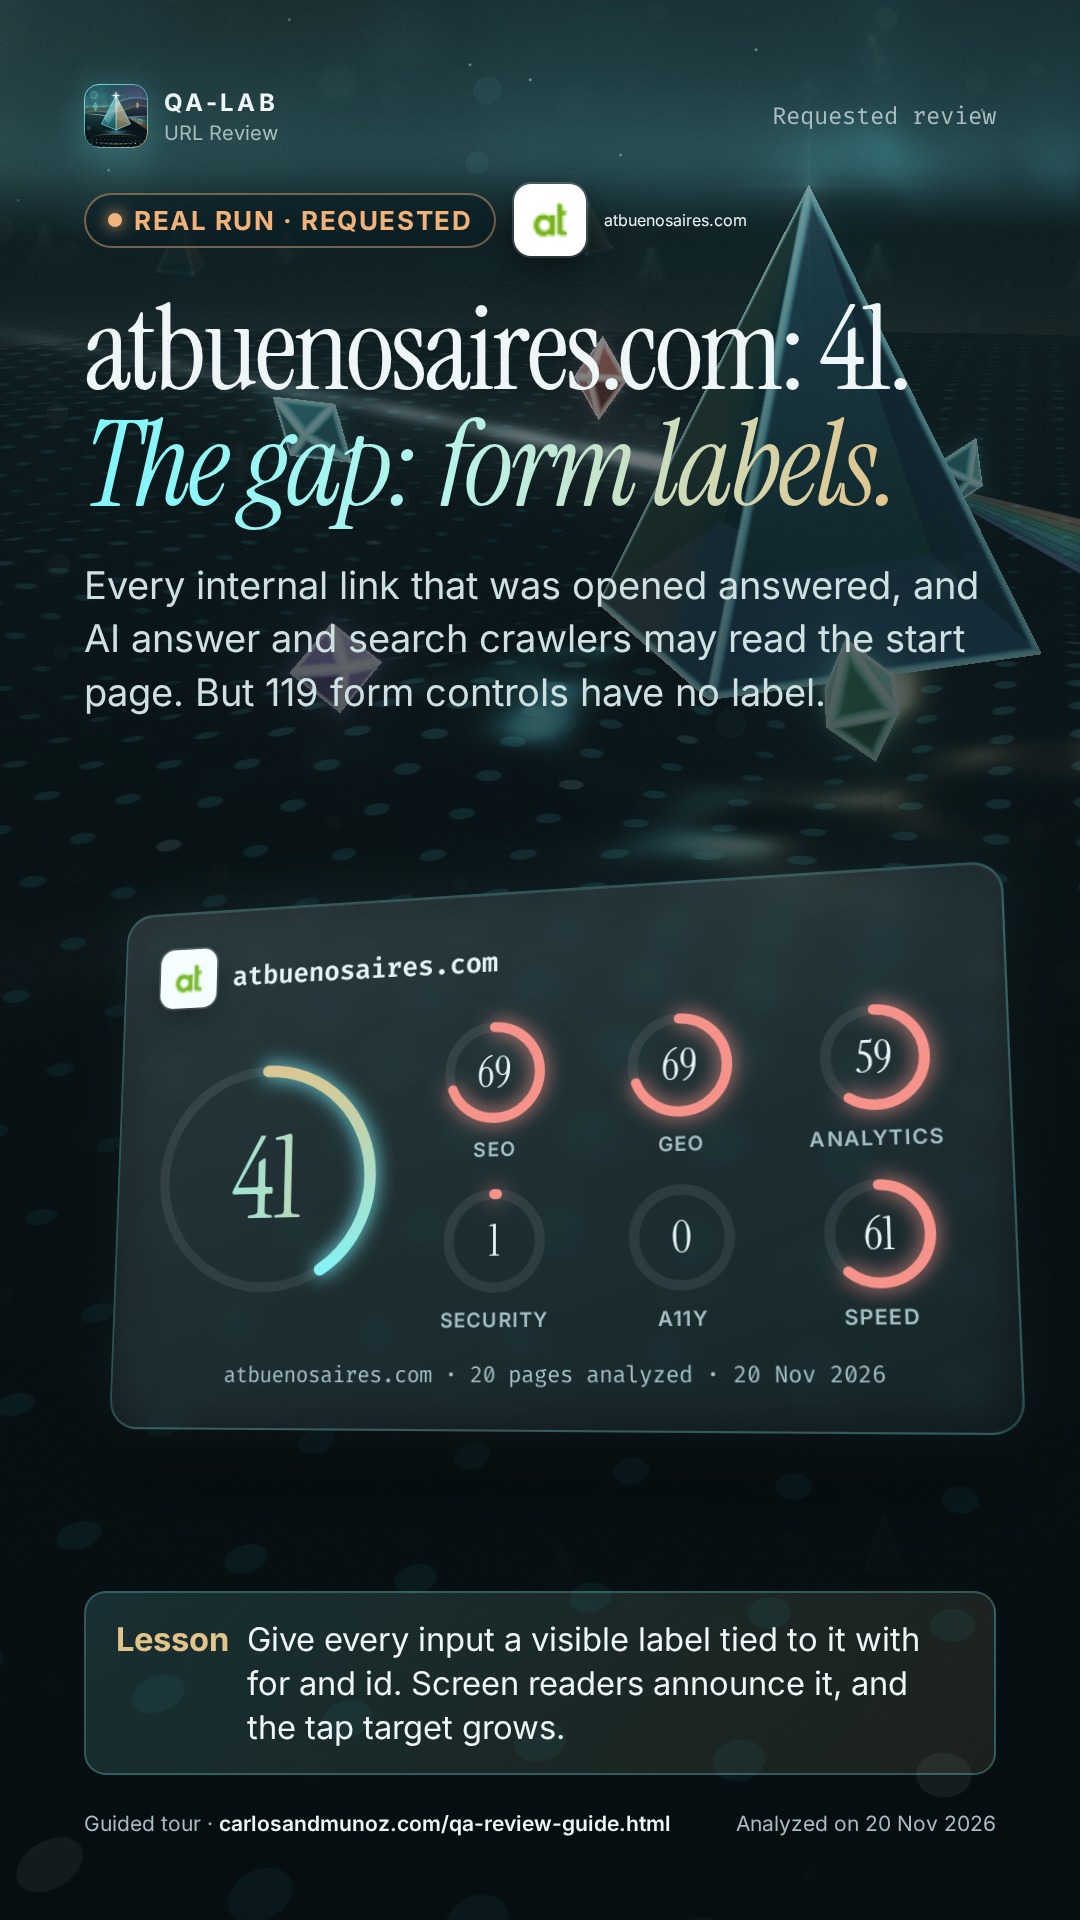 QA-LAB
URL Review
Requested review
REAL RUN · REQUESTED
at
atbuenosaires.com
atbuenosaires.com: 41.
The gap: form labels.
Every internal link that was opened answered, and
AI answer and search crawlers may read the start
page. But 119 form controls have no label.
at
atbuenosaires.com
41
69
SEO
69
GEO
59
ANALYTICS
1
SECURITY
0
A11Y
61
SPEED
atbuenosaires.com · 20 pages analyzed · 20 Nov 2026
Lesson
Give every input a visible label tied to it with
for and id. Screen readers announce it, and
the tap target grows.
Guided tour · carlosandmunoz.com/qa-review-guide.html
Analyzed on 20 Nov 2026